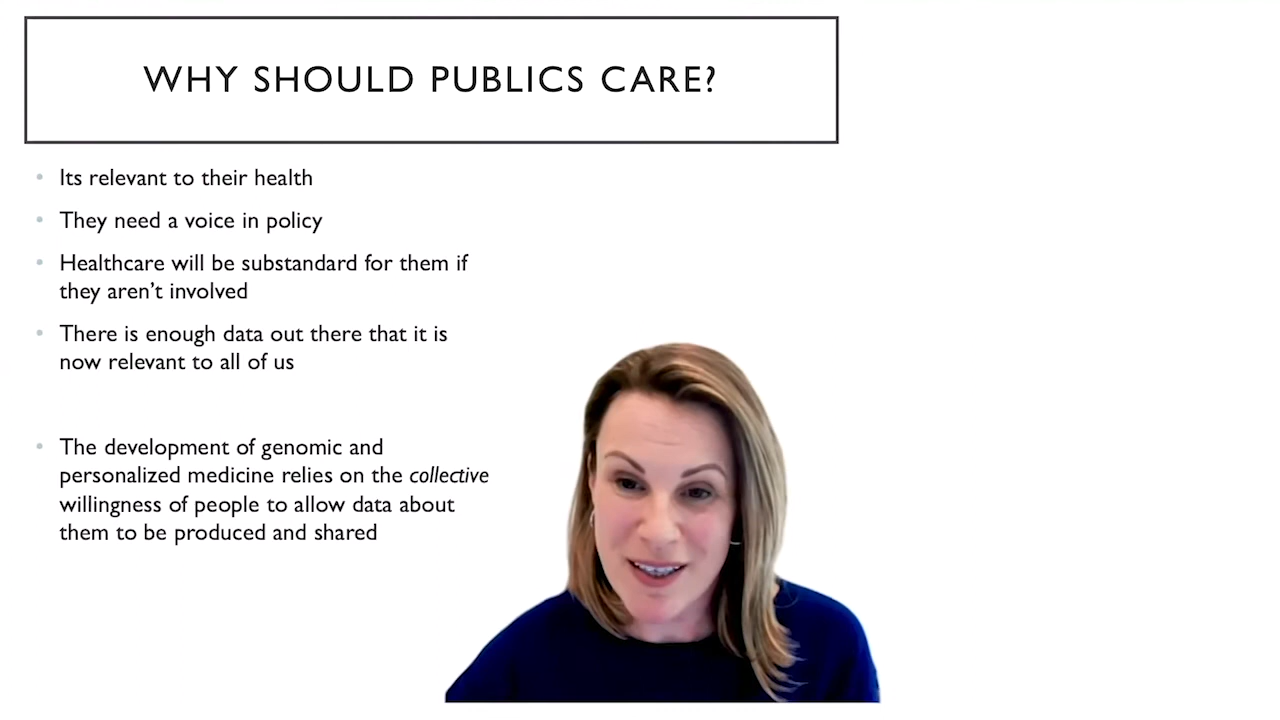 WHY SHOULD PUBLICS CARE?
• Its relevant to their health
• They need a voice in policy
• Healthcare will be substandard for them if
they aren’t involved
• There is enough data out there that it is
now relevant to all of us
• The development of genomic and
personalized medicine relies on the collective
willingness of people to allow data about
them to be produced and shared